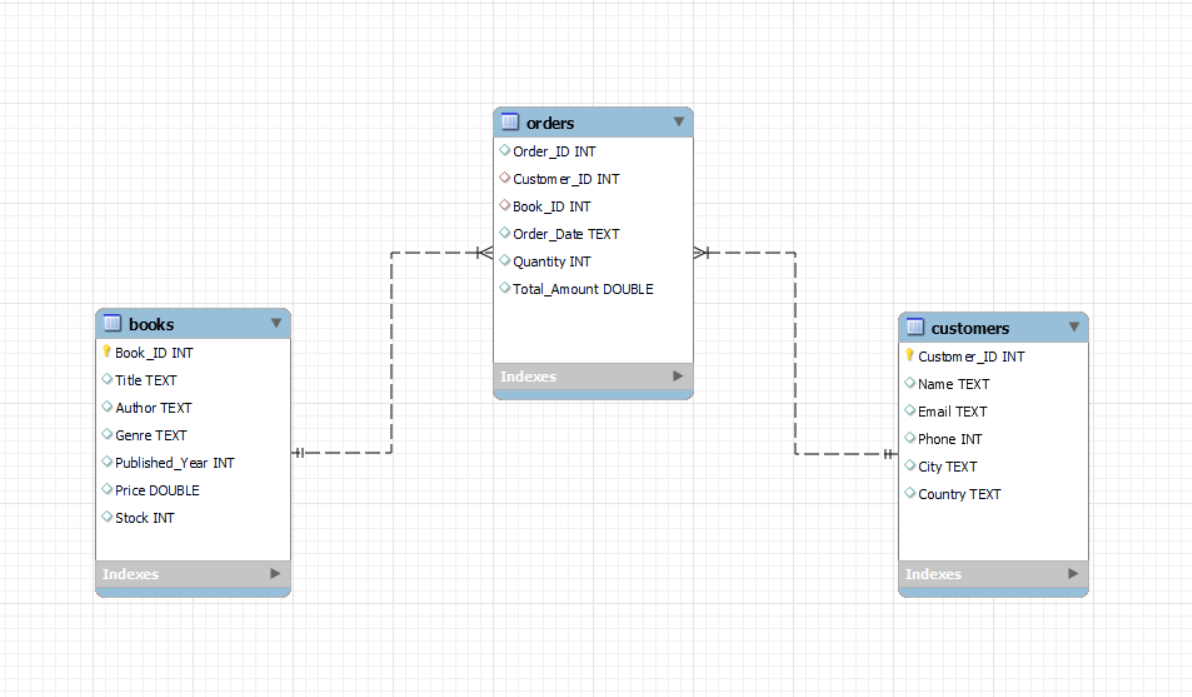 orders
Order_ID INT
Customer_ID INT
Book_ID INT
Order_Date TEXT
Quantity INT
Total_Amount DOUBLE
Indexes
books
Book_ID INT
Title TEXT
Author TEXT
Genre TEXT
Published_Year INT
Price DOUBLE
Stock INT
Indexes
customers
Customer_ID INT
Name TEXT
Email TEXT
Phone INT
City TEXT
Country TEXT
Indexes